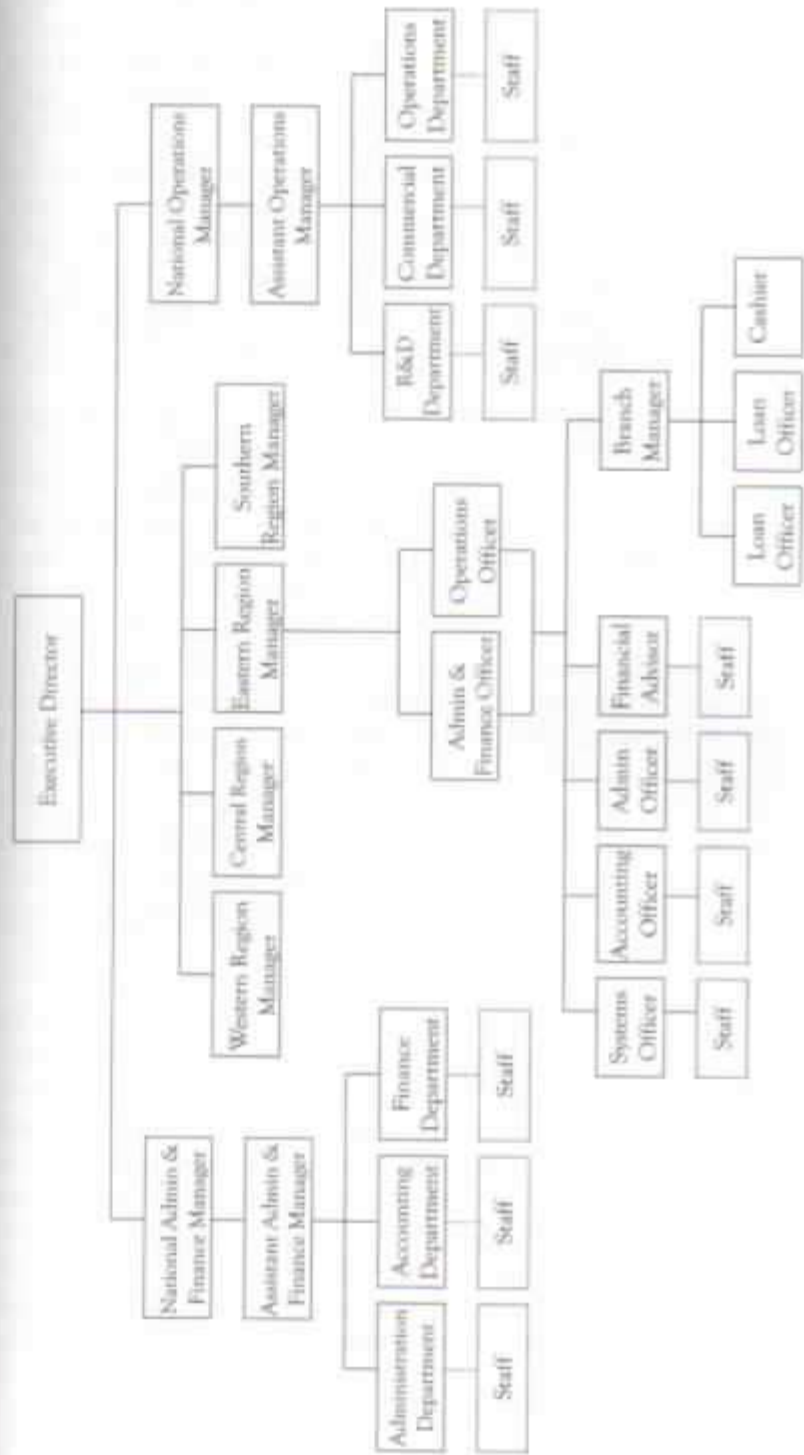 Executive Director
National Admin &
Finance Manager
National Operations
Manager
Assistant Admin &
Finance Manager
Western Region
Manager
Central Region
Manager
Eastern Region
Manager
Southern
Region Manager
Assistant Operations
Manager
Administration
Department
Accounting
Department
Finance
Department
R&D
Department
Commercial
Department
Operations
Department
Staff
Staff
Staff
Staff
Staff
Staff
Admin &
Finance Officer
Operations
Officer
Systems
Officer
Accounting
Officer
Admin
Officer
Financial
Advisor
Branch
Manager
Staff
Staff
Staff
Staff
Loan
Officer
Loan
Officer
Cashier